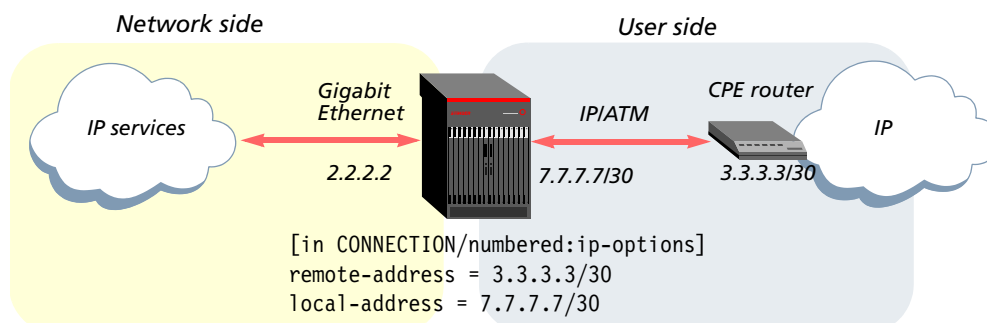 Network side
User side
Gigabit
Ethernet
CPE router
IP services
IP/ATM
IP
2.2.2.2
7.7.7.7/30
3.3.3.3/30
[in CONNECTION/numbered:ip-options]
remote-address = 3.3.3.3/30
local-address = 7.7.7.7/30